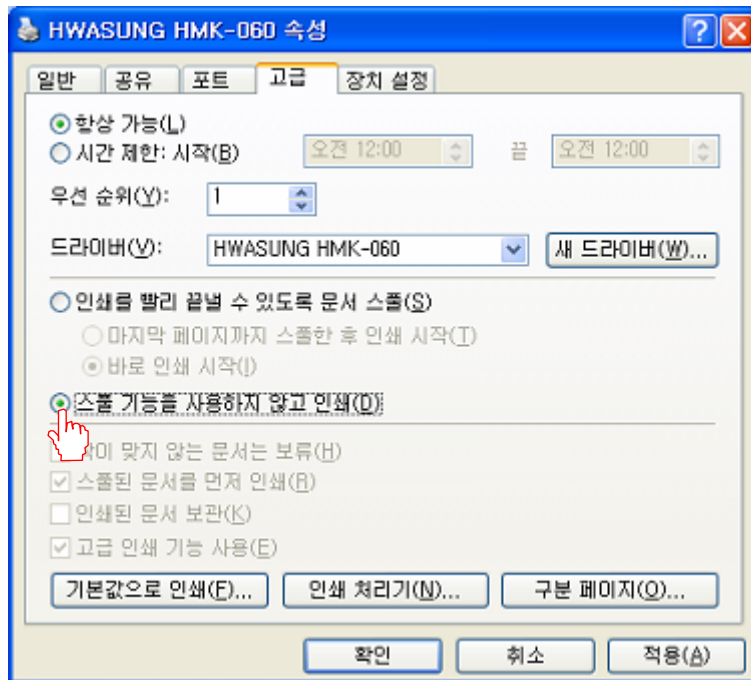 HWASUNG HMK-060 속성
일반 공유 포트 고급 장치 설정
항상 가능(L)
시간 제한: 시작(B) 오전 12:00 끝 오전 12:00
우선 순위(Y): 1
드라이버(V): HWASUNG HMK-060 새 드라이버(W)...
인쇄를 빨리 끝낼 수 있도록 문서 스풀(S)
마지막 페이지까지 스풀한 후 인쇄 시작(T)
바로 인쇄 시작(I)
스풀 기능을 사용하지 않고 인쇄(D)
맞지 않는 문서는 보류(H)
스풀된 문서를 먼저 인쇄(R)
인쇄된 문서 보관(K)
고급 인쇄 기능 사용(E)
기본값으로 인쇄(F)... 인쇄 처리기(N)... 구분 페이지(O)...
확인 취소 적용(A)